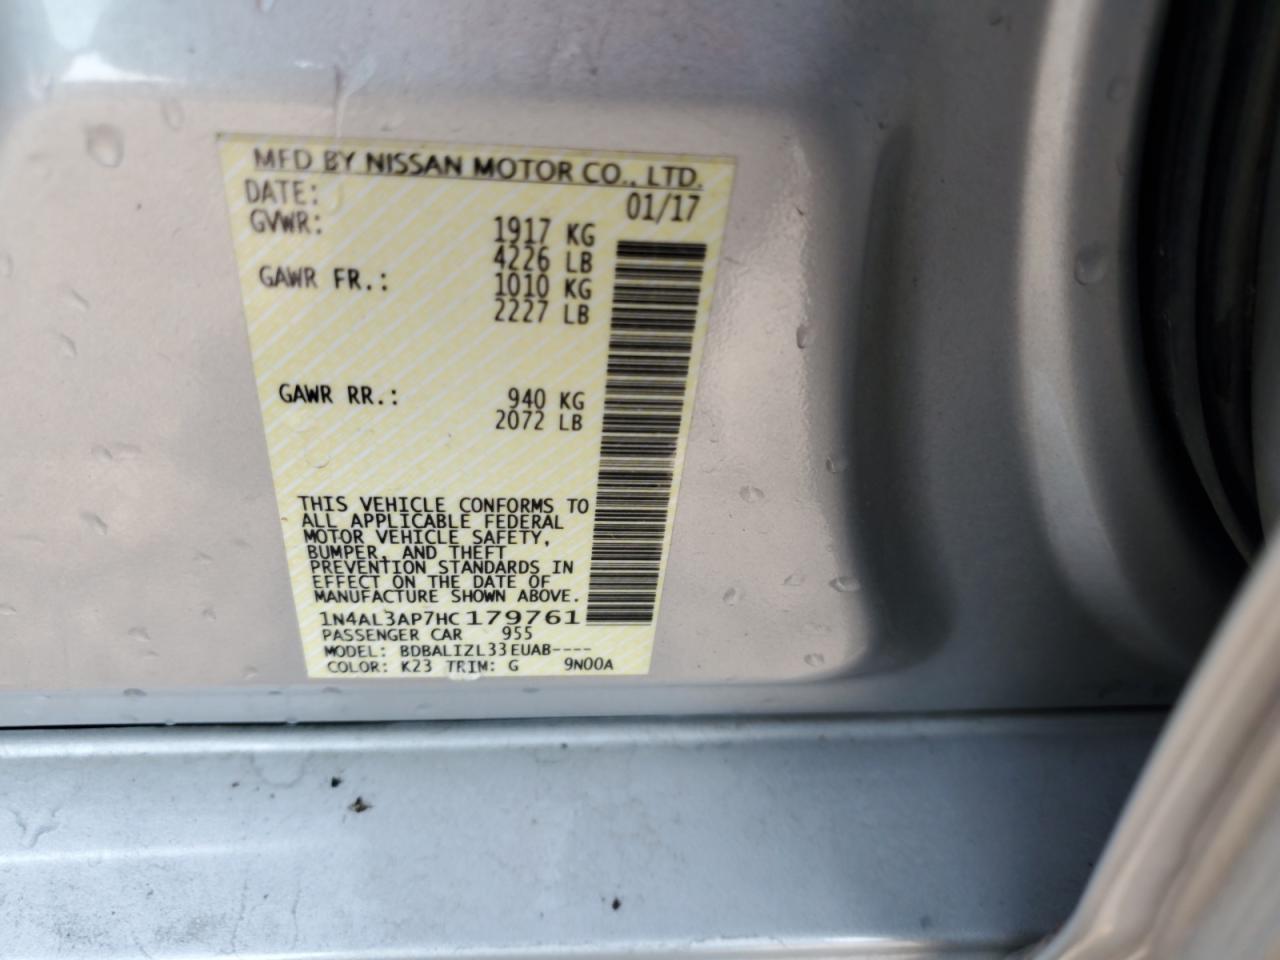 MFD BY NISSAN MOTOR CO., LTD.
DATE: 01/17
GVWR: 1917 KG
4226 LB
GAWR FR.: 1010 KG
2227 LB
GAWR RR.: 940 KG
2072 LB
THIS VEHICLE CONFORMS TO
ALL APPLICABLE FEDERAL
MOTOR VEHICLE SAFETY,
BUMPER, AND THEFT
PREVENTION STANDARDS IN
EFFECT ON THE DATE OF
MANUFACTURE SHOWN ABOVE.
1N4AL3AP7HC179761
PASSENGER CAR 955
MODEL: BDBALIZL33EUAB----
COLOR: K23 TRIM: G 9N00A